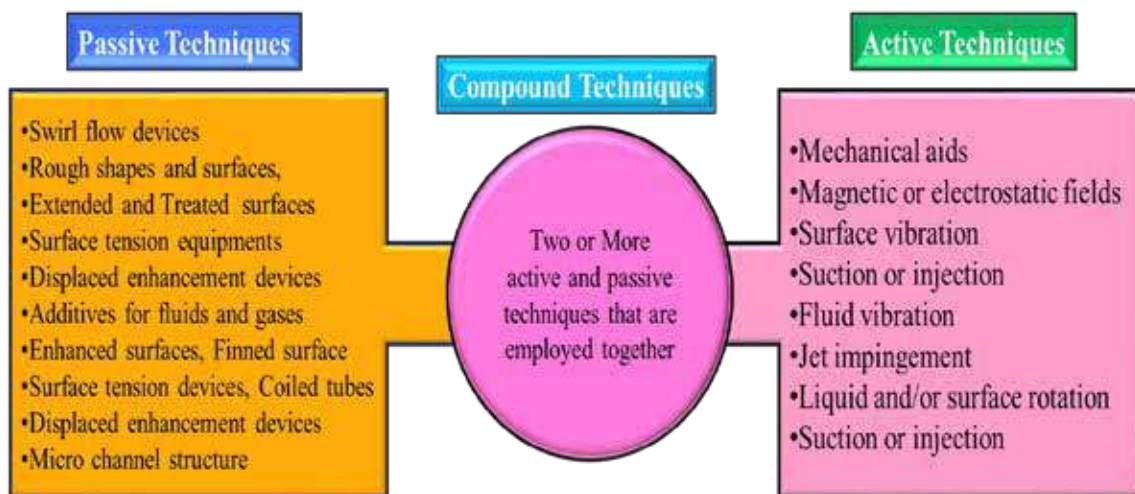 Passive Techniques
•Swirl flow devices
•Rough shapes and surfaces,
•Extended and Treated surfaces
•Surface tension equipments
•Displaced enhancement devices
•Additives for fluids and gases
•Enhanced surfaces, Finned surface
•Surface tension devices, Coiled tubes
•Displaced enhancement devices
•Micro channel structure
Compound Techniques
Two or More
active and passive
techniques that are
employed together
Active Techniques
•Mechanical aids
•Magnetic or electrostatic fields
•Surface vibration
•Suction or injection
•Fluid vibration
•Jet impingement
•Liquid and/or surface rotation
•Suction or injection